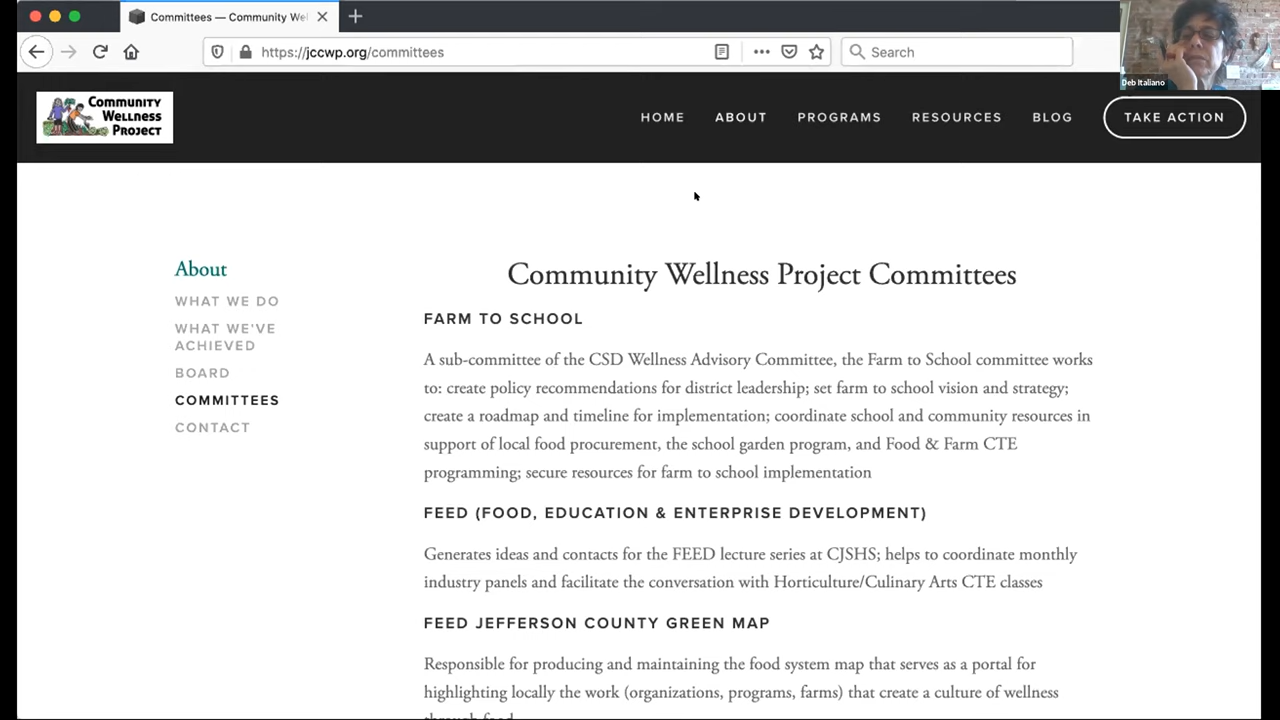 Committees — Community Wel
https://jccwp.org/committees
Search
Deb Italiano
Community
Wellness
Project
HOME ABOUT PROGRAMS RESOURCES BLOG TAKE ACTION
About
WHAT WE DO
WHAT WE'VE
ACHIEVED
BOARD
COMMITTEES
CONTACT
Community Wellness Project Committees
FARM TO SCHOOL
A sub-committee of the CSD Wellness Advisory Committee, the Farm to School committee works
to: create policy recommendations for district leadership; set farm to school vision and strategy;
create a roadmap and timeline for implementation; coordinate school and community resources in
support of local food procurement, the school garden program, and Food & Farm CTE
programming; secure resources for farm to school implementation
FEED (FOOD, EDUCATION & ENTERPRISE DEVELOPMENT)
Generates ideas and contacts for the FEED lecture series at CJSHS; helps to coordinate monthly
industry panels and facilitate the conversation with Horticulture/Culinary Arts CTE classes
FEED JEFFERSON COUNTY GREEN MAP
Responsible for producing and maintaining the food system map that serves as a portal for
highlighting locally the work (organizations, programs, farms) that create a culture of wellness
through food